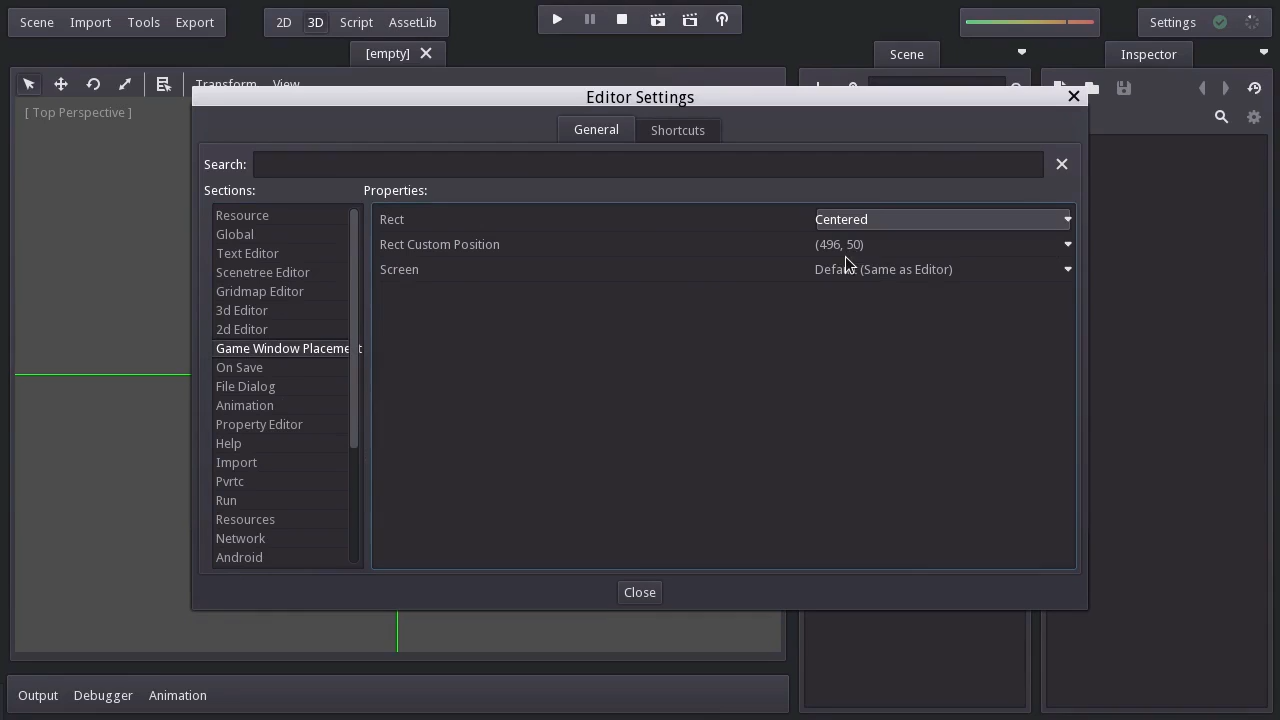 Scene Import Tools Export 2D 3D Script AssetLib Settings
[empty] Scene Inspector
Transform View
[ Top Perspective ]
Editor Settings
General Shortcuts
Search:
Sections: Properties:
Resource
Global
Text Editor
Scenetree Editor
Gridmap Editor
3d Editor
2d Editor
Game Window Placement
On Save
File Dialog
Animation
Property Editor
Help
Import
Pvrtc
Run
Resources
Network
Android
Rect Centered
Rect Custom Position (496, 50)
Screen Default (Same as Editor)
Close
Output Debugger Animation